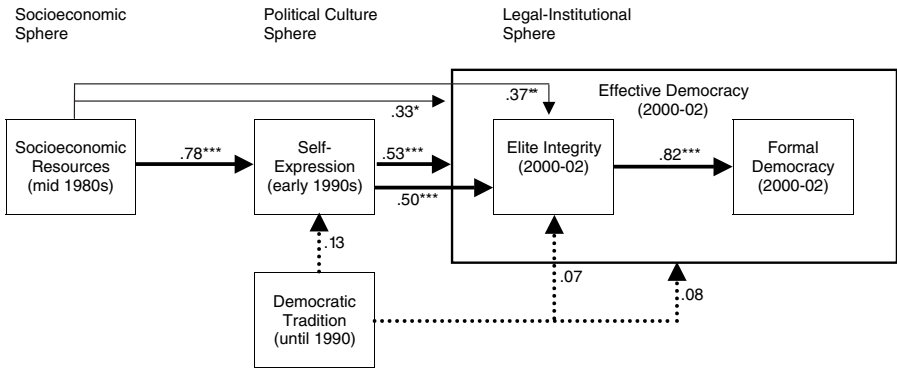 Socioeconomic
Sphere
Political Culture
Sphere
Legal-Institutional
Sphere
.33*
.37**
Effective Democracy
(2000-02)
Socioeconomic
Resources
(mid 1980s)
.78***
Self-
Expression
(early 1990s)
.53***
.50***
Elite Integrity
(2000-02)
.82***
Formal
Democracy
(2000-02)
.13
.07
.08
Democratic
Tradition
(until 1990)